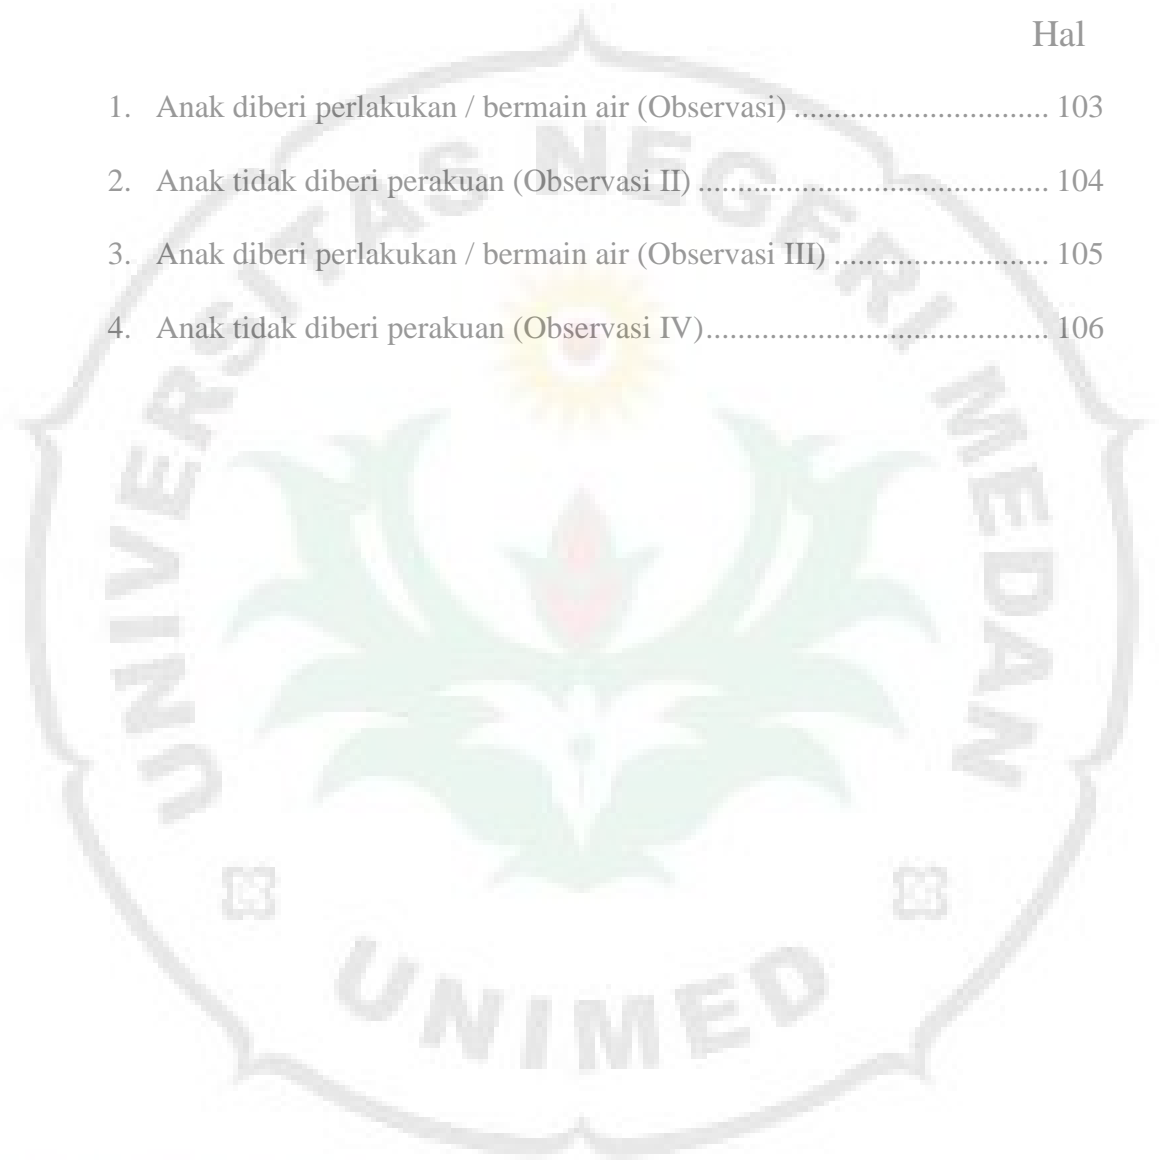 Hal
1. Anak diberi perlakukan / bermain air (Observasi) ................................ 103
2. Anak tidak diberi perakuan (Observasi II) ............................................ 104
3. Anak diberi perlakukan / bermain air (Observasi III) ........................... 105
4. Anak tidak diberi perakuan (Observasi IV)........................................... 106
UNIVERSITAS NEGERI MEDAN
UNIMED